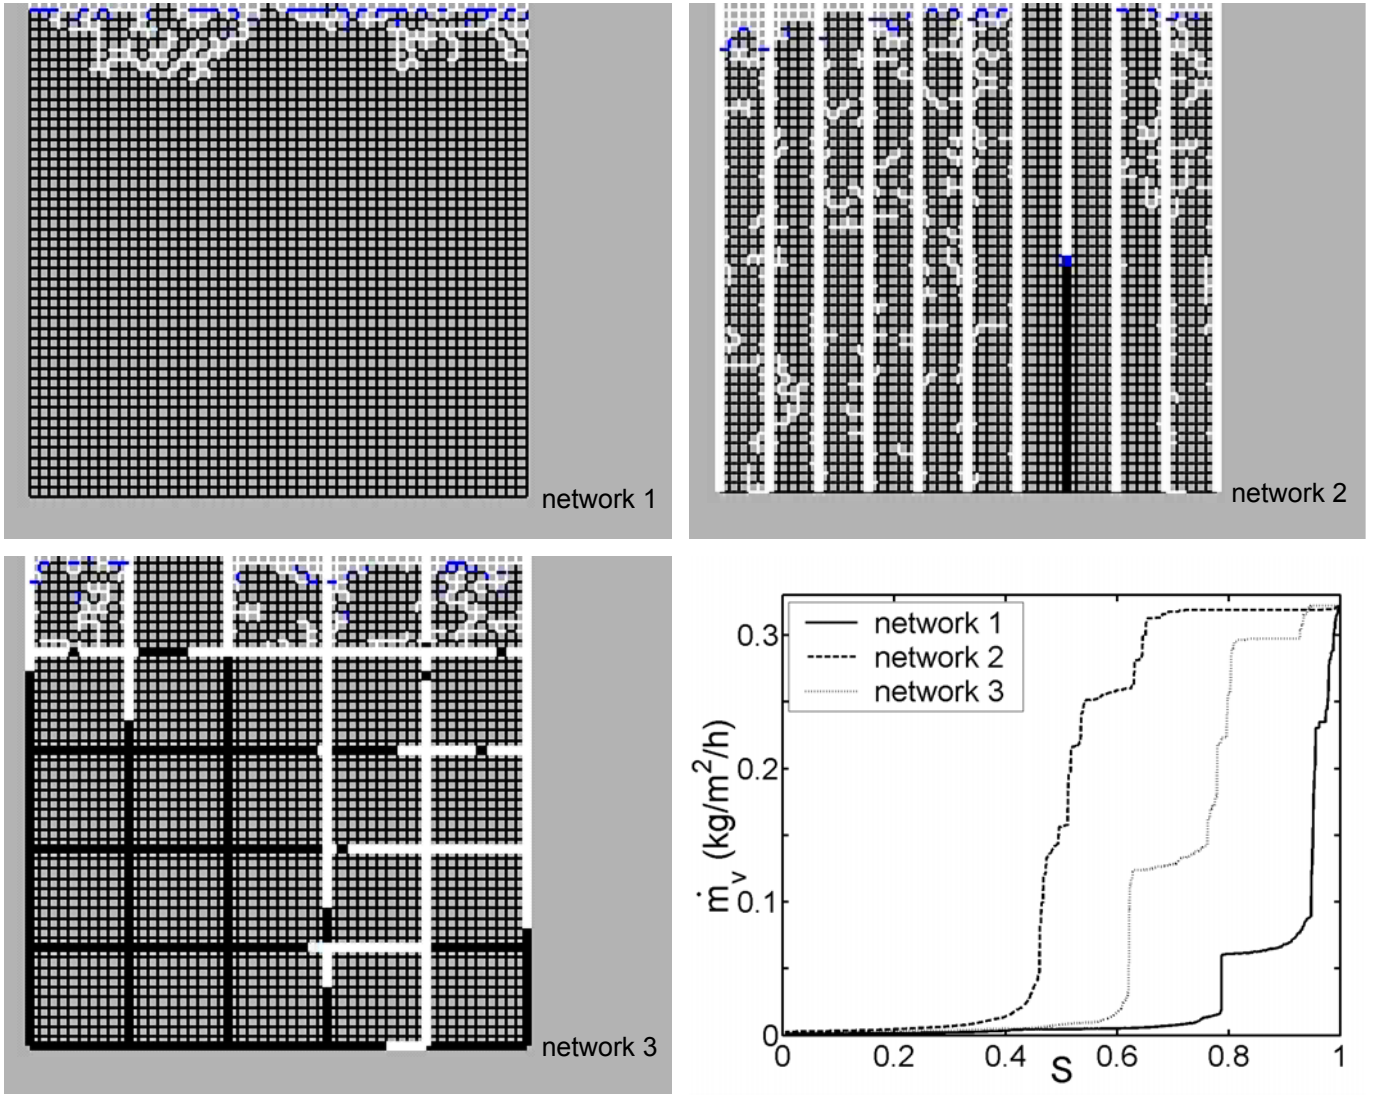 network 1
network 2
network 3
network 1
network 2
network 3
0.3
0.2
0.1
0
ṁv (kg/m²/h)
0 0.2 0.4 0.6 0.8 1
S